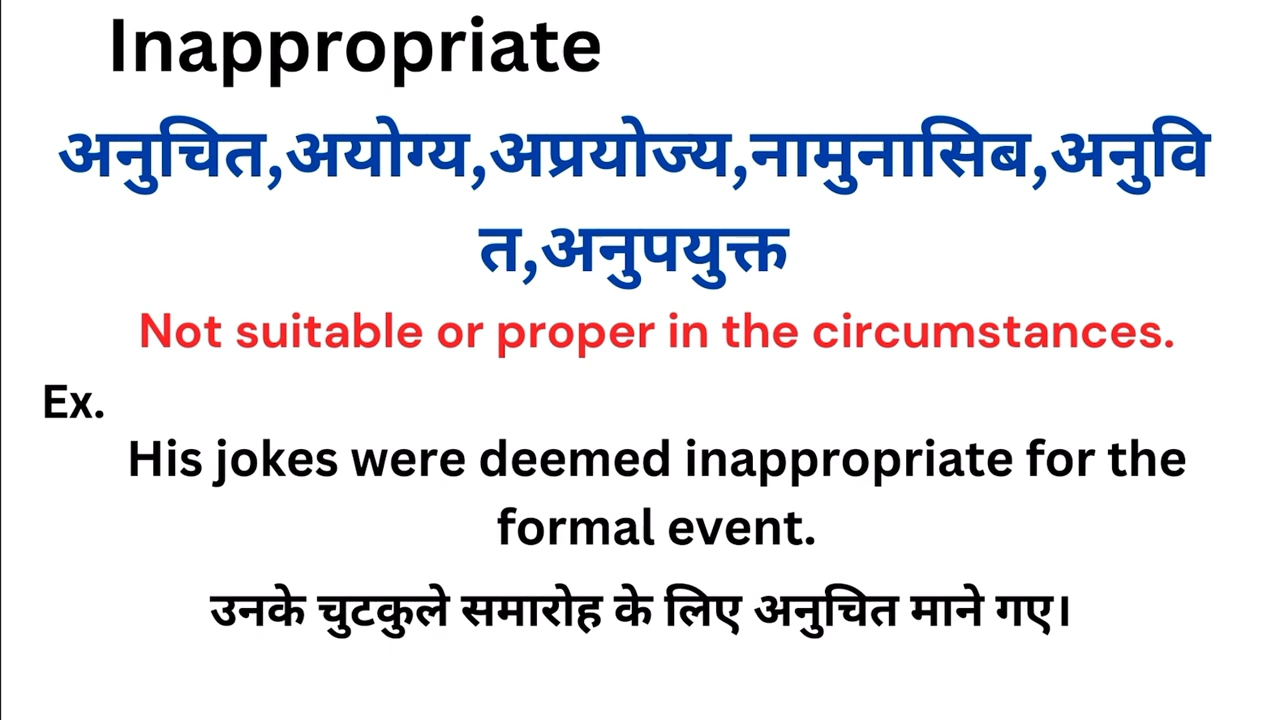 Inappropriate
अनुचित,अयोग्य,अप्रयोज्य,नामुनासिब,अनुवि
त,अनुपयुक्त
Not suitable or proper in the circumstances.
Ex.
His jokes were deemed inappropriate for the
formal event.
उनके चुटकुले समारोह के लिए अनुचित माने गए।